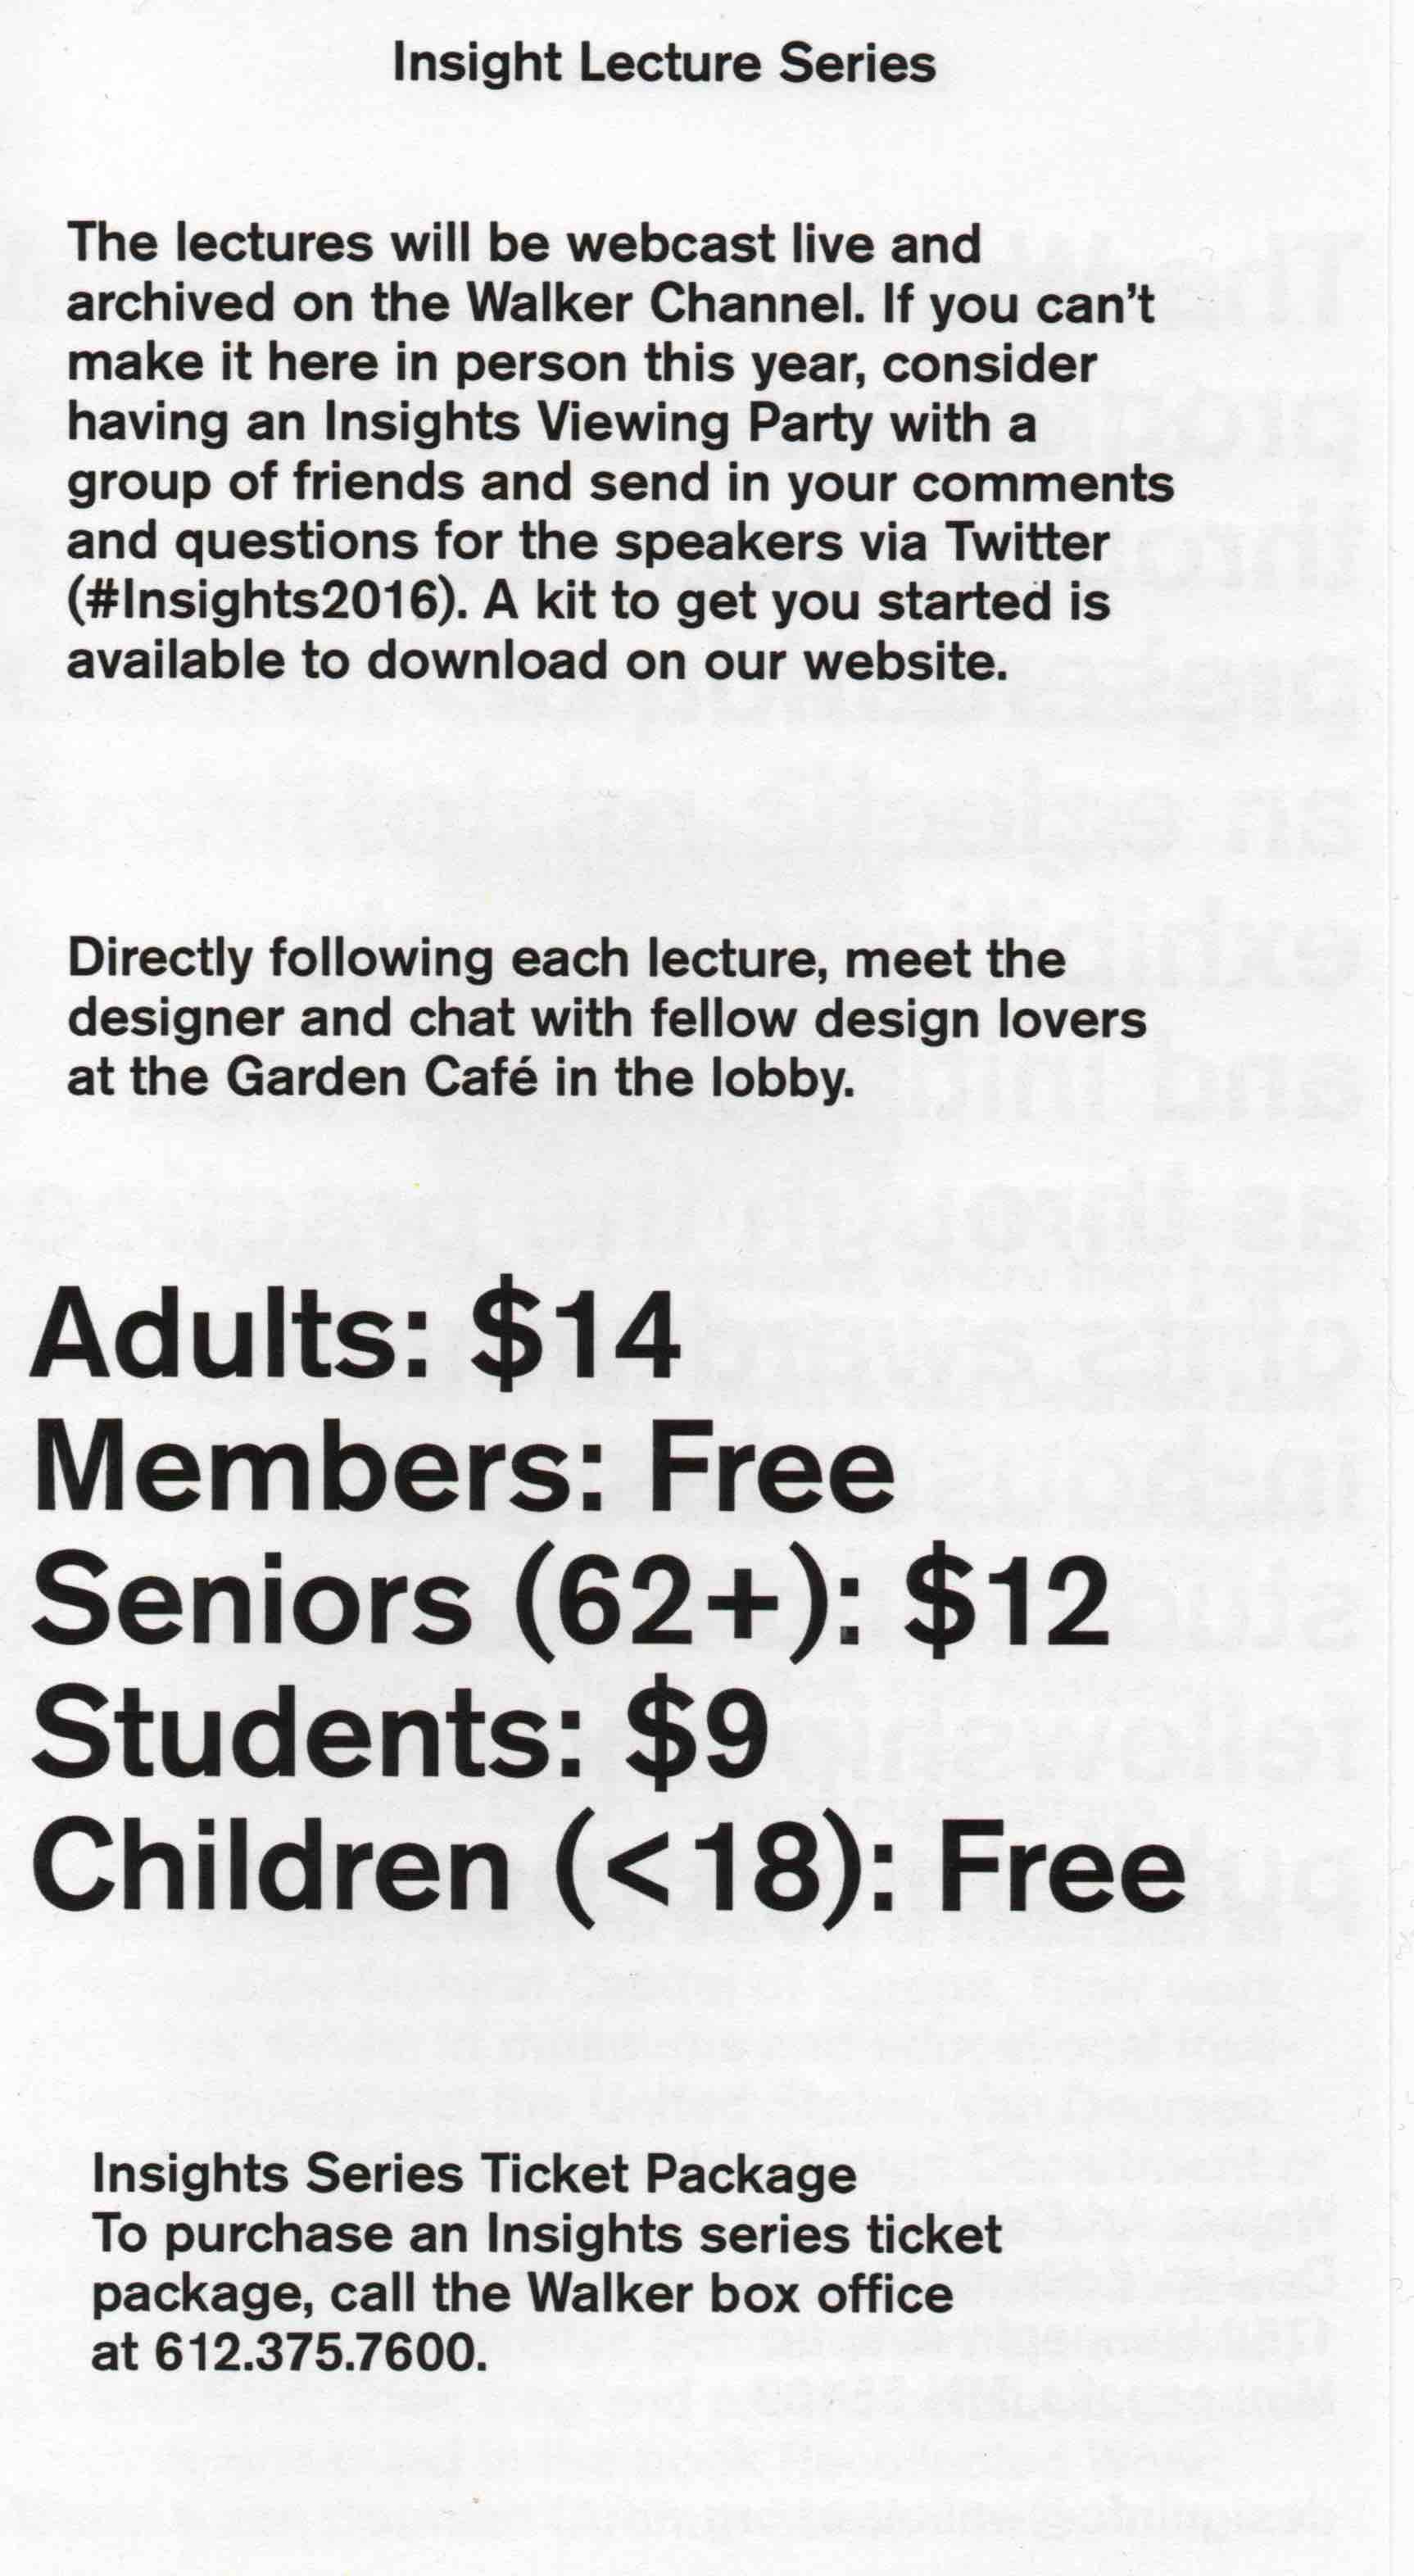 Insight Lecture Series
The lectures will be webcast live and
archived on the Walker Channel. If you can't
make it here in person this year, consider
having an Insights Viewing Party with a
group of friends and send in your comments
and questions for the speakers via Twitter
(#Insights2016). A kit to get you started is
available to download on our website.
Directly following each lecture, meet the
designer and chat with fellow design lovers
at the Garden Café in the lobby.
Adults: $14
Members: Free
Seniors (62+): $12
Students: $9
Children (<18): Free
Insights Series Ticket Package
To purchase an Insights series ticket
package, call the Walker box office
at 612.375.7600.